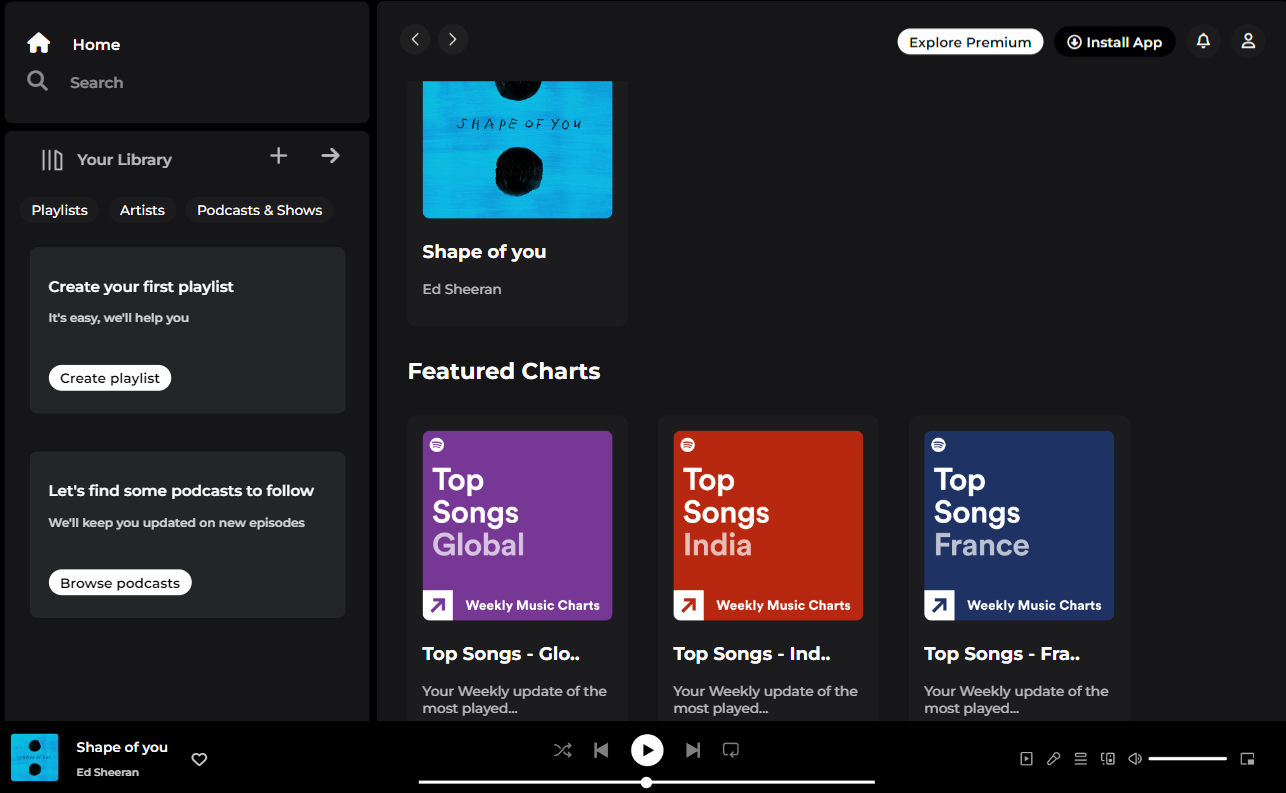 Home
Search
Your Library
Playlists Artists Podcasts & Shows
Create your first playlist
It's easy, we'll help you
Create playlist
Let's find some podcasts to follow
We'll keep you updated on new episodes
Browse podcasts
Explore Premium Install App
SHAPE OF YOU
Shape of you
Ed Sheeran
Featured Charts
Top
Songs
Global
Weekly Music Charts
Top Songs - Glo..
Your Weekly update of the
most played...
Top
Songs
India
Weekly Music Charts
Top Songs - Ind..
Your Weekly update of the
most played...
Top
Songs
France
Weekly Music Charts
Top Songs - Fra..
Your Weekly update of the
most played...
SHAPE OF YOU
Shape of you
Ed Sheeran